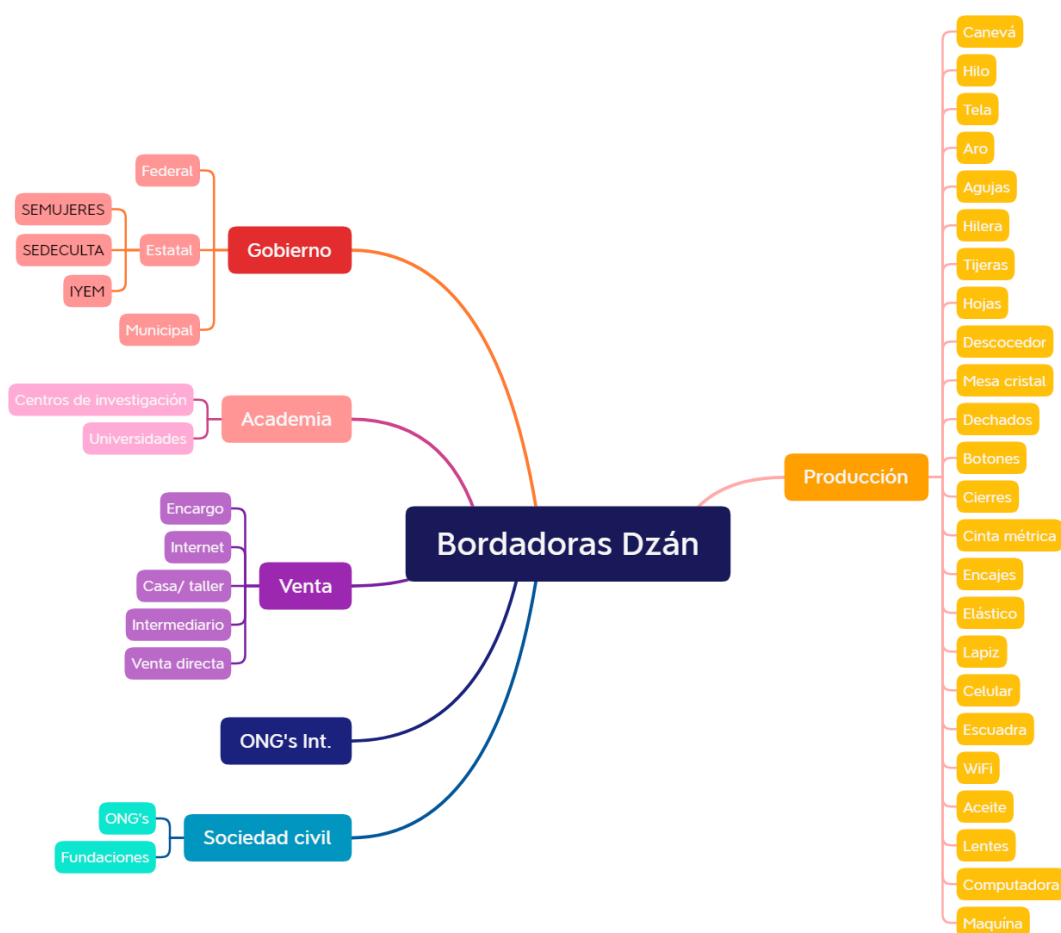 Bordadoras Dzán
Gobierno
Federal
Estatal
SEMUJERES
SEDECULTA
IYEM
Municipal
Academia
Centros de investigación
Universidades
Venta
Encargo
Internet
Casa/ taller
Intermediario
Venta directa
ONG's Int.
Sociedad civil
ONG's
Fundaciones
Producción
Canevá
Hilo
Tela
Aro
Agujas
Hilera
Tijeras
Hojas
Descocedor
Mesa cristal
Dechados
Botones
Cierres
Cinta métrica
Encajes
Elástico
Lapiz
Celular
Escuadra
WiFi
Aceite
Lentes
Computadora
Maquína